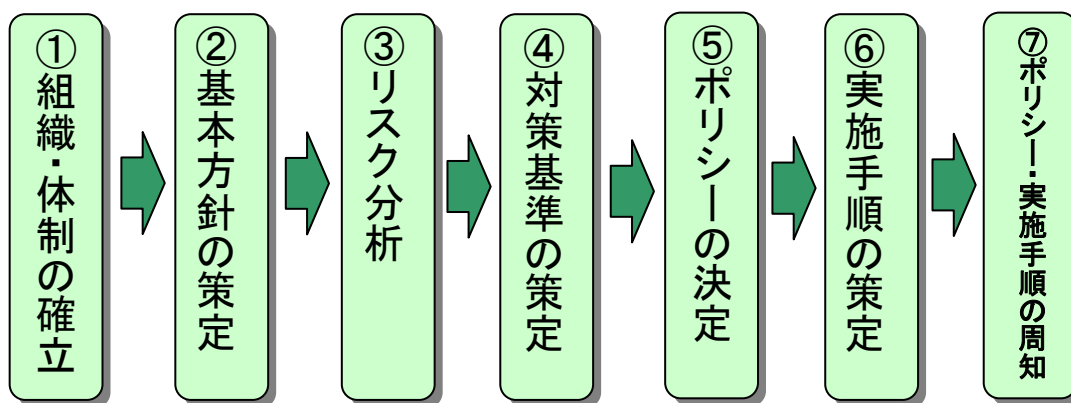 ①組織・体制の確立
②基本方針の策定
③リスク分析
④対策基準の策定
⑤ポリシーの決定
⑥実施手順の策定
⑦ポリシー・実施手順の周知